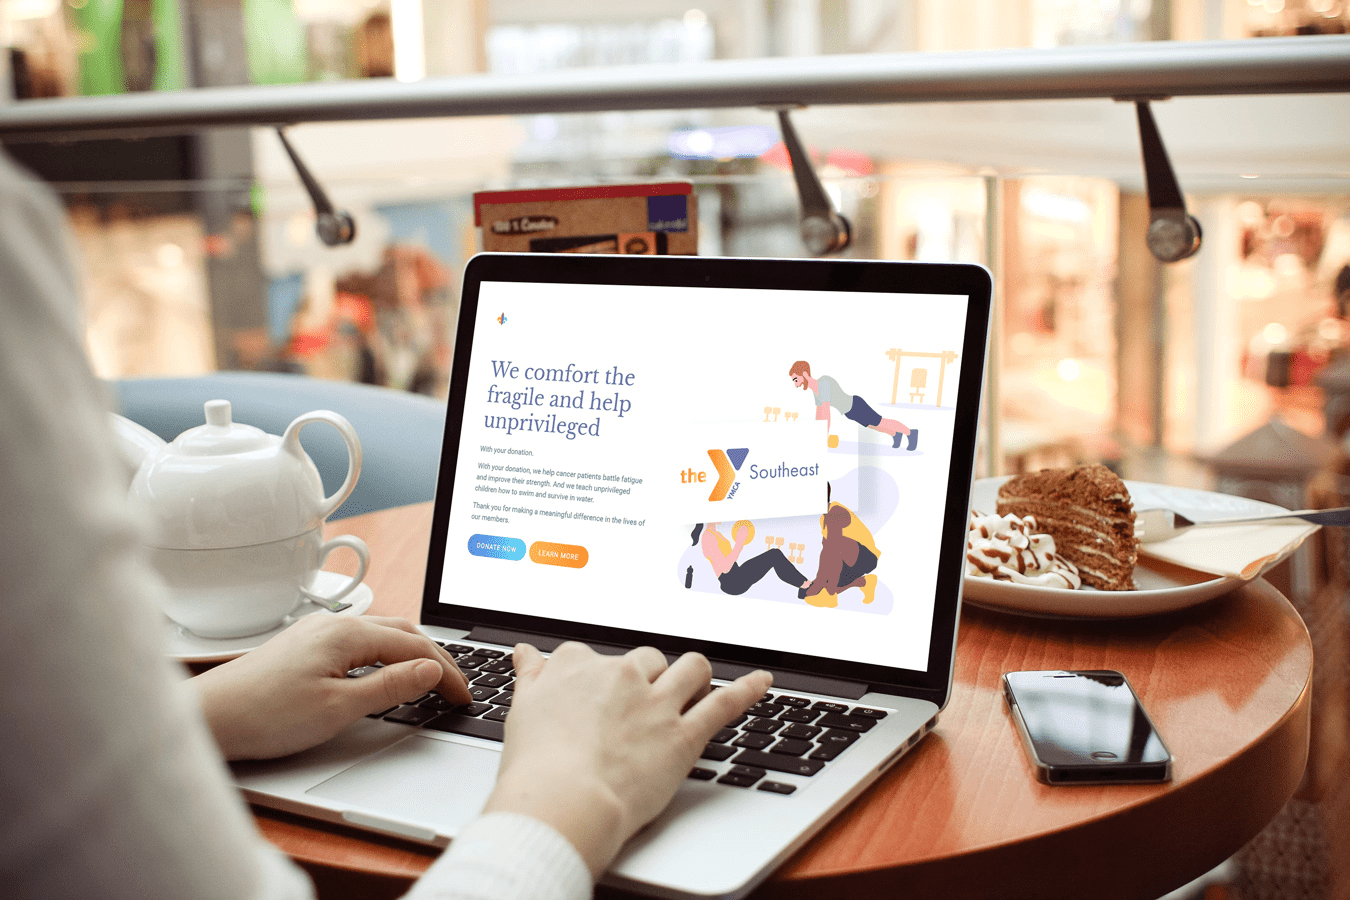 100 % Combo
We comfort the
fragile and help
unprivileged
With your donation.
With your donation, we help cancer patients battle fatigue
and improve their strength. And we teach unprivileged
children how to swim and survive in water.
Thank you for making a meaningful difference in the lives of
our members.
DONATE NOW
LEARN MORE
the
YMCA
Southeast